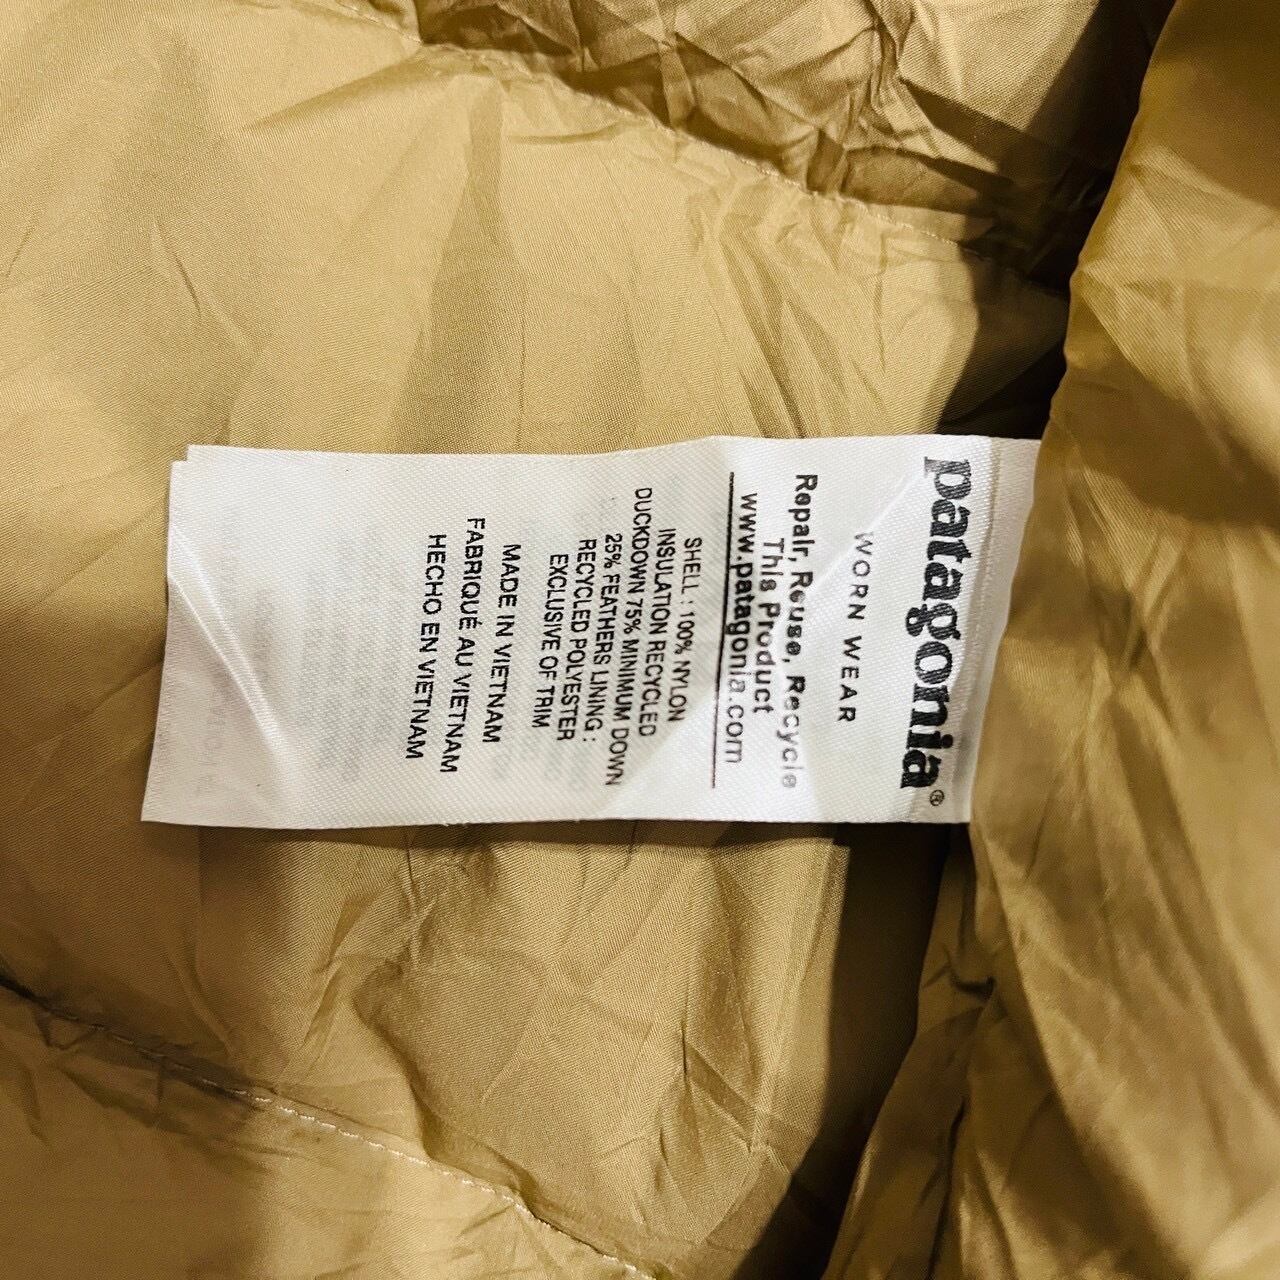 patagonia®
WORN WEAR
Repair, Reuse, Recycle
This Product
www.patagonia.com
SHELL : 100% NYLON
INSULATION RECYCLED
DUCKDOWN 75% MINIMUM DOWN
25% FEATHERS LINING :
RECYCLED POLYESTER
EXCLUSIVE OF TRIM
MADE IN VIETNAM
FABRIQUÉ AU VIETNAM
HECHO EN VIETNAM